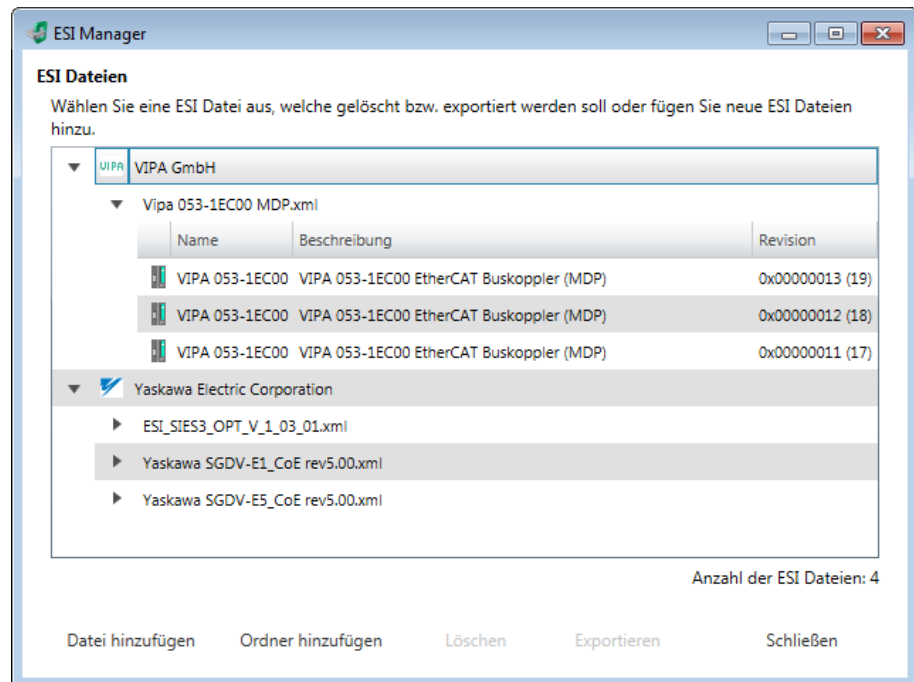 ESI Manager
ESI Dateien
Wählen Sie eine ESI Datei aus, welche gelöscht bzw. exportiert werden soll oder fügen Sie neue ESI Dateien
hinzu.
VIPA VIPA GmbH
Vipa 053-1EC00 MDP.xml
Name Beschreibung Revision
VIPA 053-1EC00 VIPA 053-1EC00 EtherCAT Buskoppler (MDP) 0x00000013 (19)
VIPA 053-1EC00 VIPA 053-1EC00 EtherCAT Buskoppler (MDP) 0x00000012 (18)
VIPA 053-1EC00 VIPA 053-1EC00 EtherCAT Buskoppler (MDP) 0x00000011 (17)
Yaskawa Electric Corporation
ESI_SIES3_OPT_V_1_03_01.xml
Yaskawa SGDV-E1_CoE rev5.00.xml
Yaskawa SGDV-E5_CoE rev5.00.xml
Anzahl der ESI Dateien: 4
Datei hinzufügen Ordner hinzufügen Löschen Exportieren Schließen